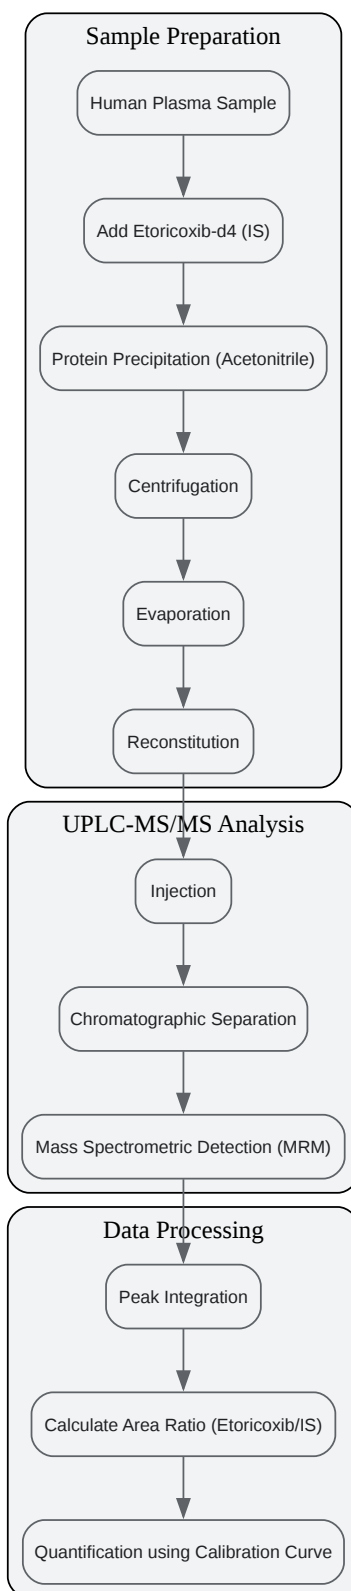 Sample Preparation
Human Plasma Sample
Add Etoricoxib-d4 (IS)
Protein Precipitation (Acetonitrile)
Centrifugation
Evaporation
Reconstitution
UPLC-MS/MS Analysis
Injection
Chromatographic Separation
Mass Spectrometric Detection (MRM)
Data Processing
Peak Integration
Calculate Area Ratio (Etoricoxib/IS)
Quantification using Calibration Curve